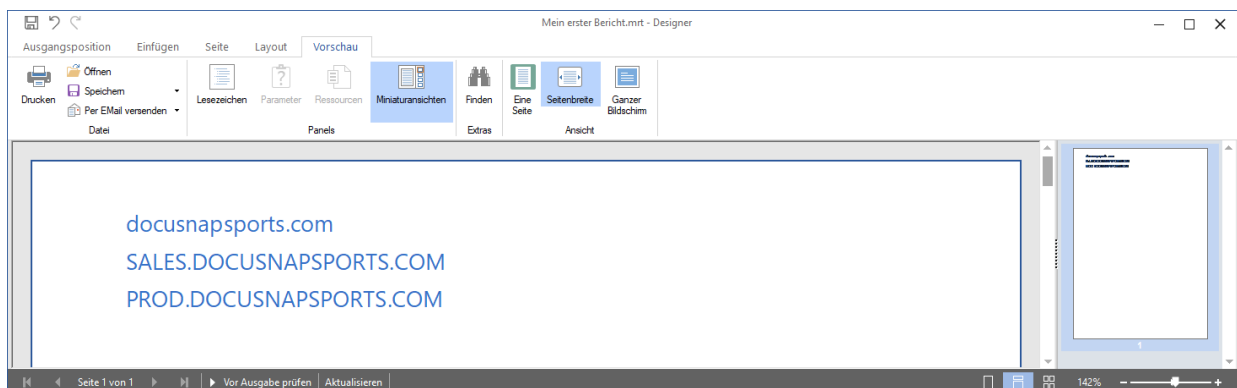 Mein erster Bericht.mrt - Designer
Ausgangsposition Einfügen Seite Layout Vorschau
Drucken
Öffnen
Speichern
Per EMail versenden
Datei
Lesezeichen Parameter Ressourcen Miniaturansichten
Panels
Finden
Extras
Eine Seite Seitenbreite Ganzer Bildschim
Ansicht
docusnapsports.com
SALES.DOCUSNAPSPORTS.COM
PROD.DOCUSNAPSPORTS.COM
1
Seite 1 von 1 Vor Ausgabe prüfen Aktualisieren 142%